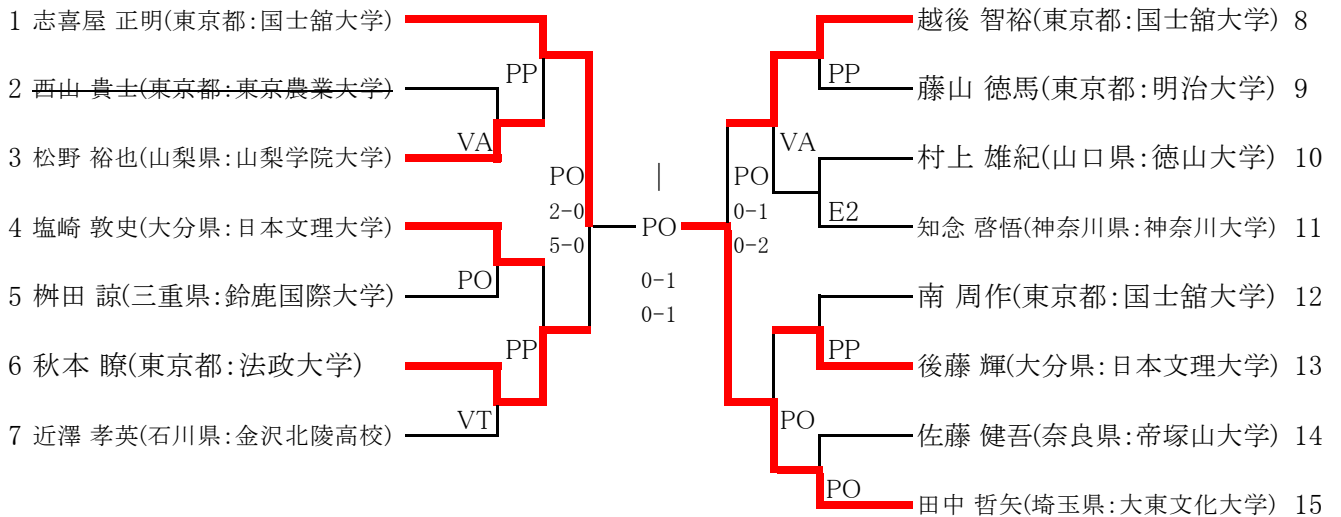 1 志喜屋 正明(東京都:国士舘大学)
2 西山 貴士(東京都:東京農業大学)
3 松野 裕也(山梨県:山梨学院大学)
4 塩崎 敦史(大分県:日本文理大学)
5 桝田 諒(三重県:鈴鹿国際大学)
6 秋本 瞭(東京都:法政大学)
7 近澤 孝英(石川県:金沢北陵高校)
PP
VA
PO
PP
VT
PO
2-0
5-0
|
PO
0-1
0-1
PO
0-1
0-2
PP
VA
E2
PP
PO
PO
越後 智裕(東京都:国士舘大学) 8
藤山 徳馬(東京都:明治大学) 9
村上 雄紀(山口県:徳山大学) 10
知念 啓悟(神奈川県:神奈川大学) 11
南 周作(東京都:国士舘大学) 12
後藤 輝(大分県:日本文理大学) 13
佐藤 健吾(奈良県:帝塚山大学) 14
田中 哲矢(埼玉県:大東文化大学) 15